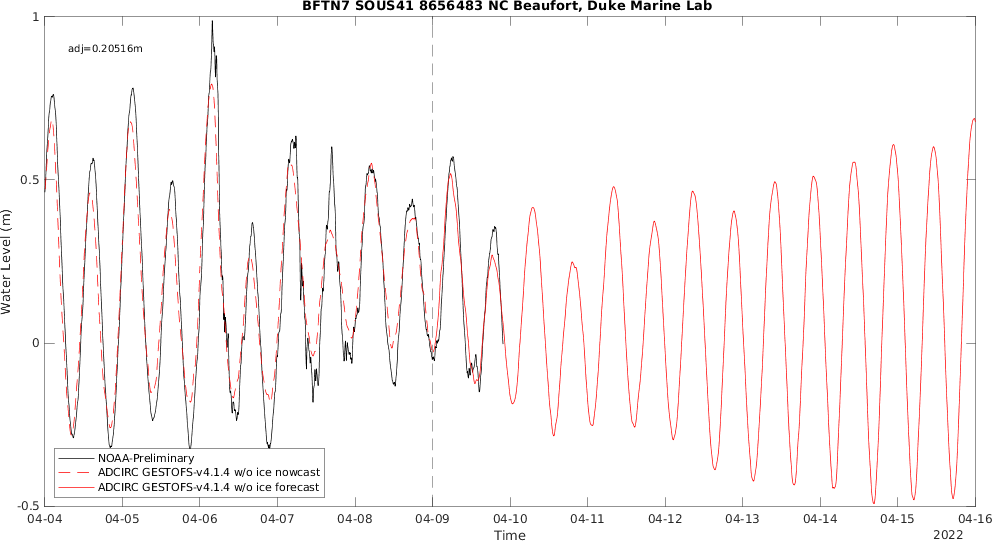 BFTN7 SOUS41 8656483 NC Beaufort, Duke Marine Lab
adj=0.20516m
Water Level (m)
1
0.5
0
-0.5
NOAA-Preliminary
ADCIRC GESTOFS-v4.1.4 w/o ice nowcast
ADCIRC GESTOFS-v4.1.4 w/o ice forecast
04-04 04-05 04-06 04-07 04-08 04-09 04-10 04-11 04-12 04-13 04-14 04-15 04-16
Time
2022